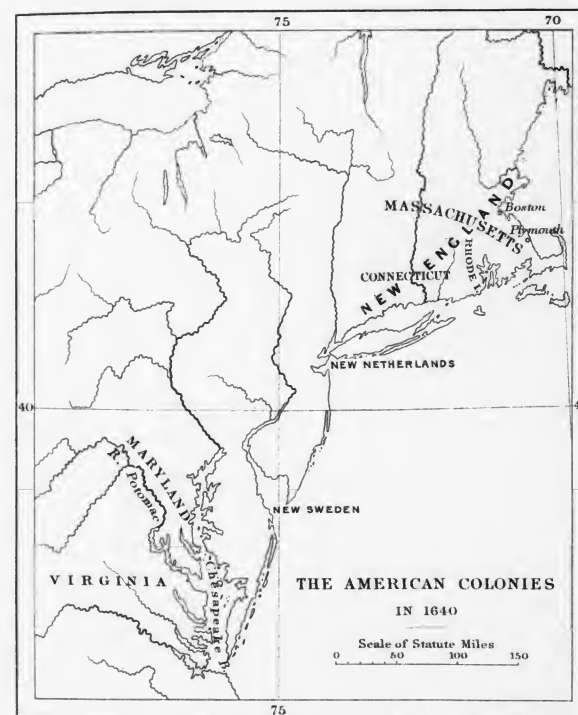 75
70
NEW ENGLAND
MASSACHUSETTS
Boston
Plymouth
RHODE
CONNECTICUT
NEW NETHERLANDS
40
4
MARYLAND
R. Potomac
NEW SWEDEN
VIRGINIA
Chesapeake
THE AMERICAN COLONIES
IN 1640
Scale of Statute Miles
0 50 100 150
75